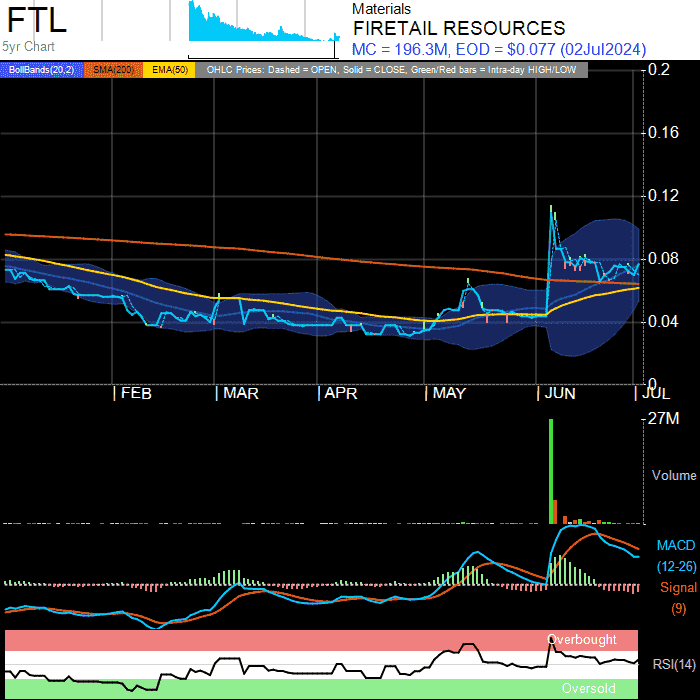 FTL
5yr Chart
Materials
FIRETAIL RESOURCES
MC = 196.3M, EOD = $0.077 (02Jul2024)
BollBands(20,2) SMA(200) EMA(50) OHLC Prices: Dashed = OPEN, Solid = CLOSE, Green/Red bars = Intra-day HIGH/LOW
0.2
0.16
0.12
0.08
0.04
0
FEB MAR APR MAY JUN JUL
27M
Volume
MACD
(12-26)
Signal
(9)
Overbought
RSI(14)
Oversold